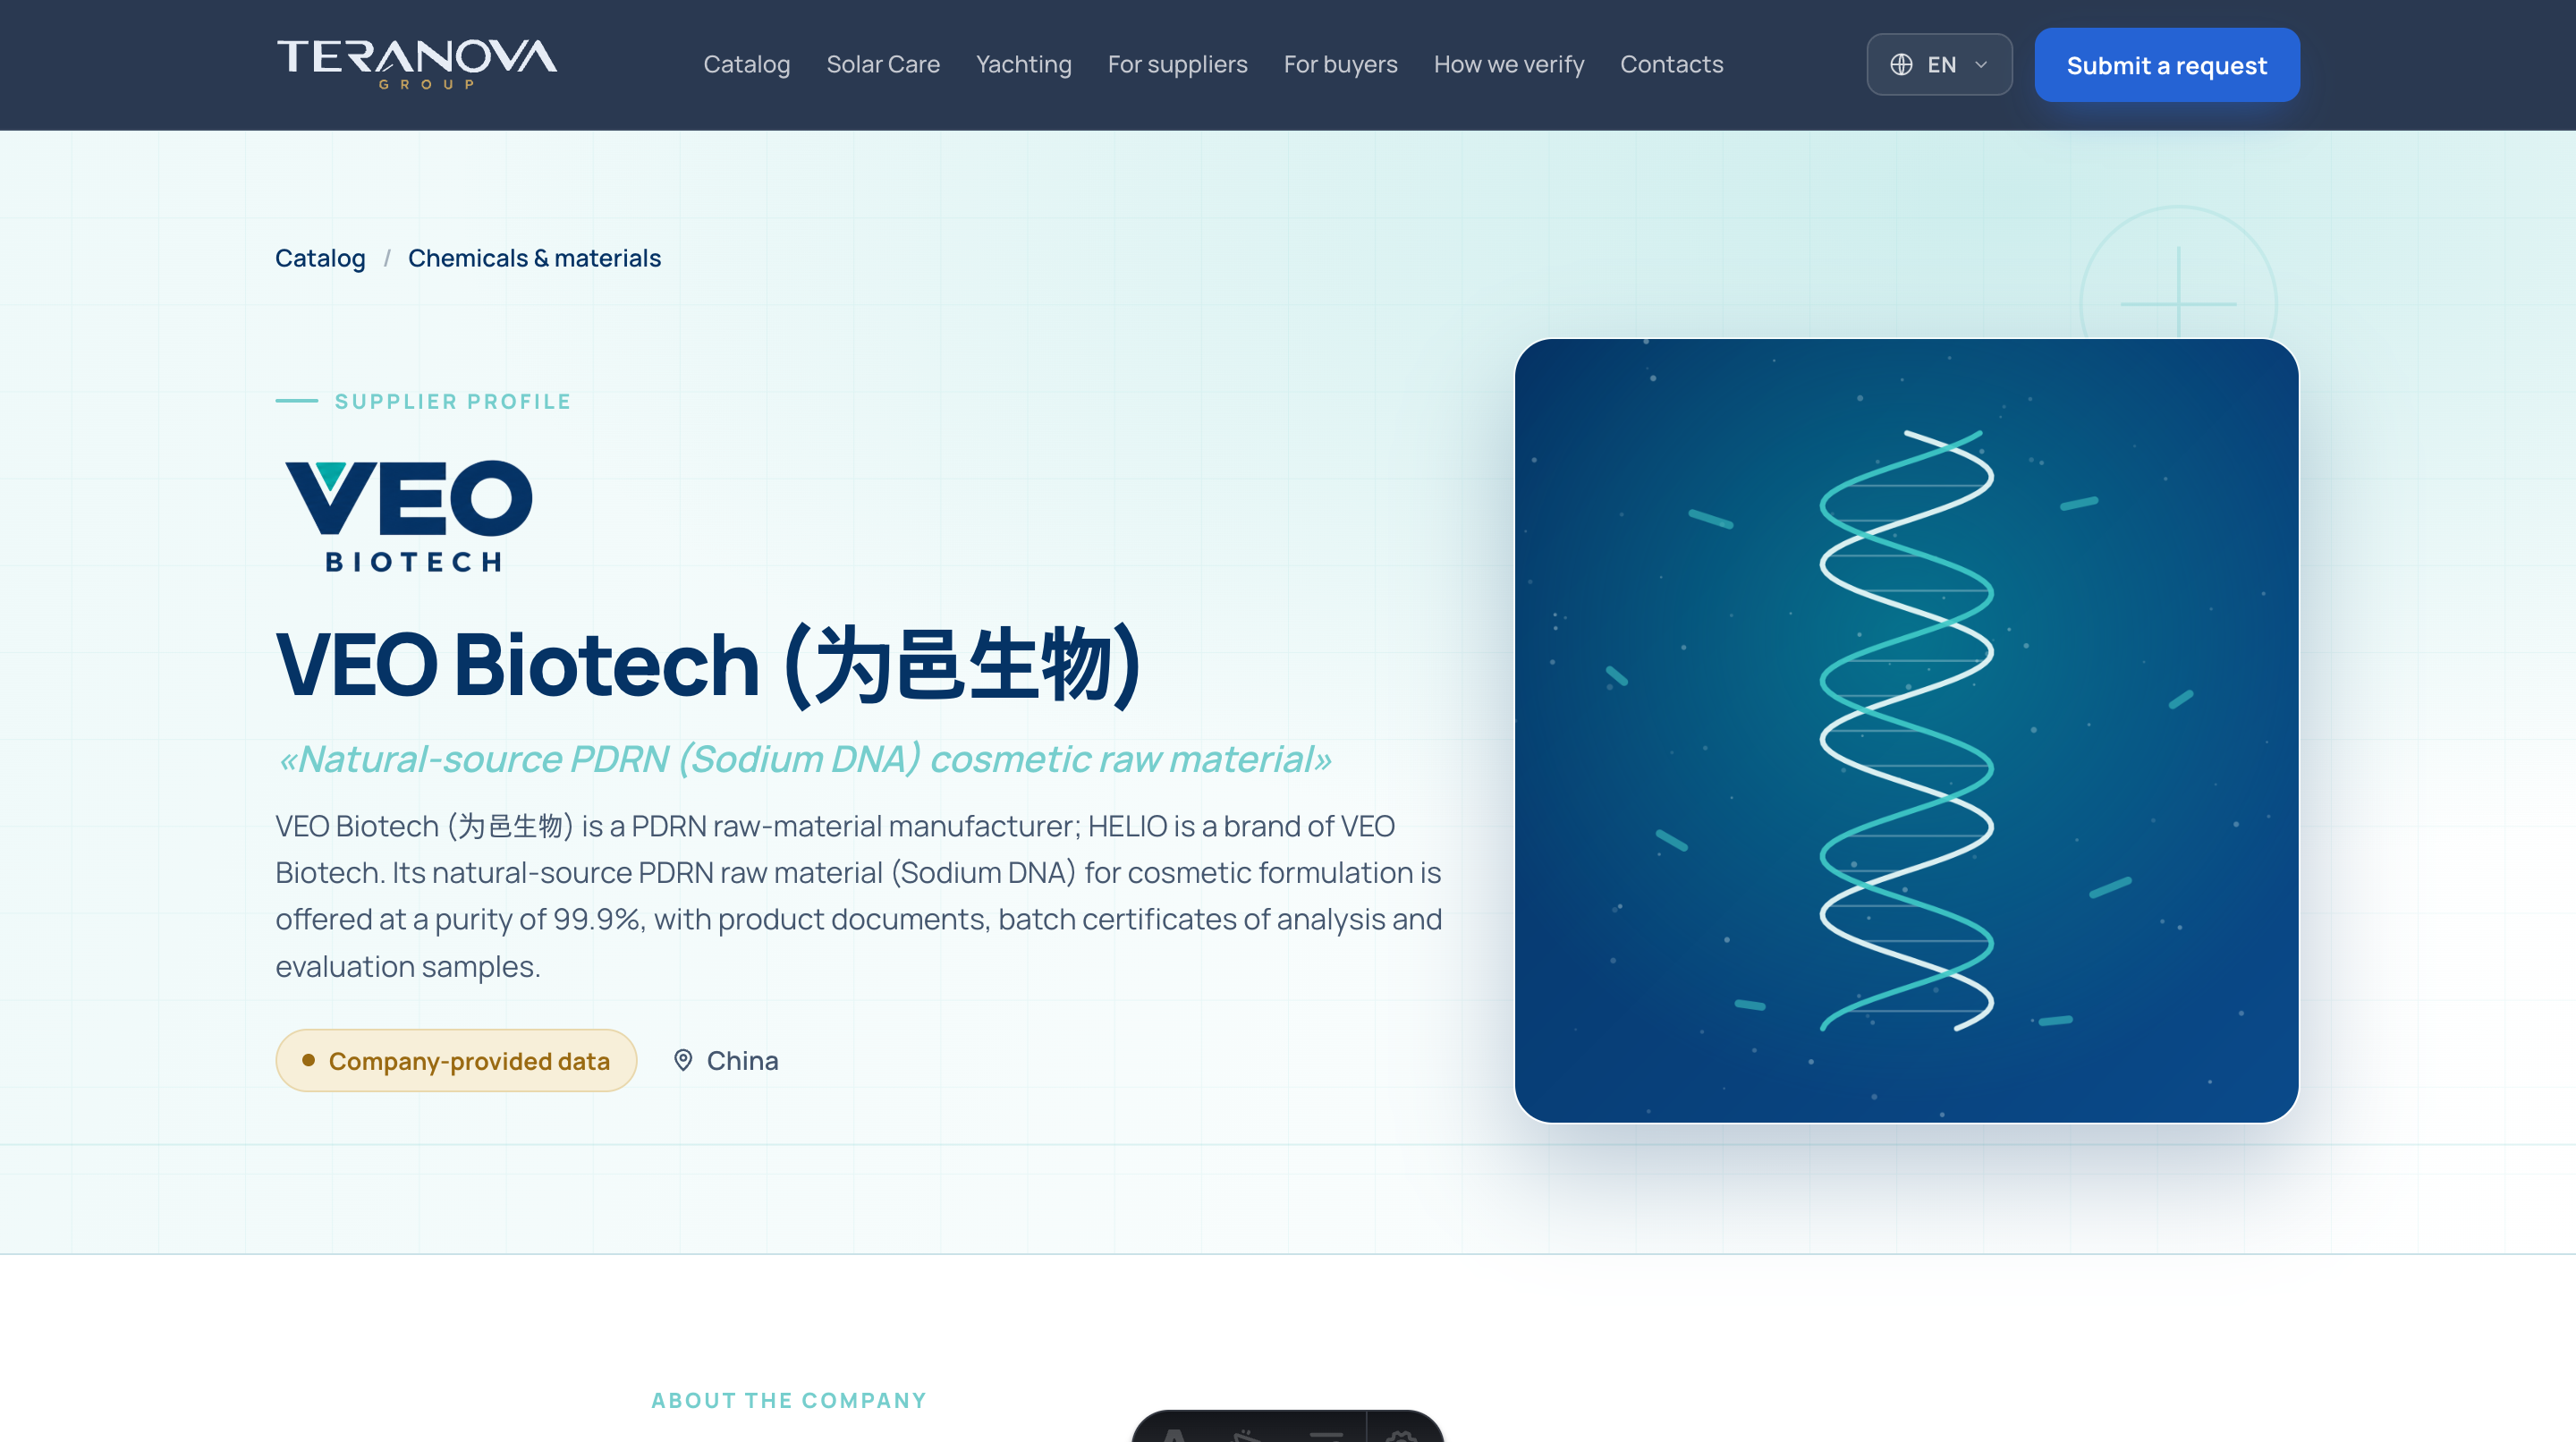 TERANOVA
GROUP
Catalog
Solar Care
Yachting
For suppliers
For buyers
How we verify
Contacts
EN
Submit a request
Catalog / Chemicals & materials
SUPPLIER PROFILE
VEO
BIOTECH
VEO Biotech (为邑生物)
«Natural-source PDRN (Sodium DNA) cosmetic raw material»
VEO Biotech (为邑生物) is a PDRN raw-material manufacturer; HELIO is a brand of VEO
Biotech. Its natural-source PDRN raw material (Sodium DNA) for cosmetic formulation is
offered at a purity of 99.9%, with product documents, batch certificates of analysis and
evaluation samples.
Company-provided data
China
ABOUT THE COMPANY